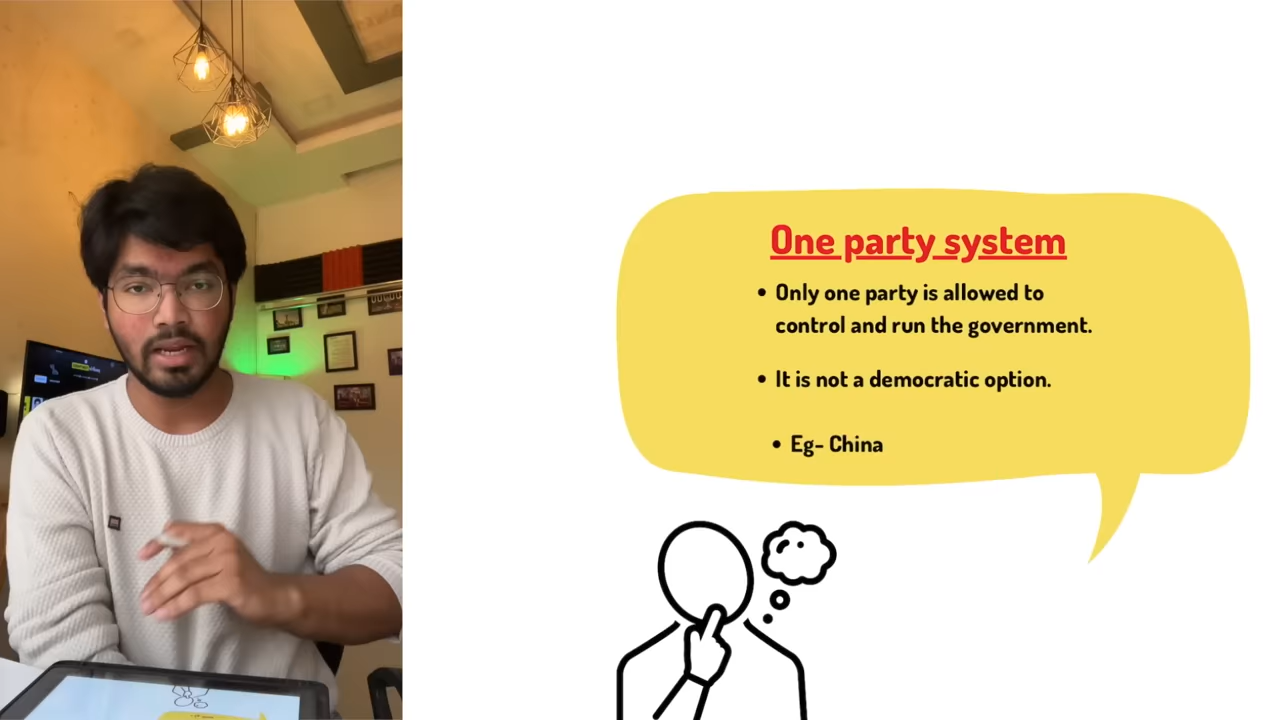 One party system
• Only one party is allowed to
control and run the government.
• It is not a democratic option.
• Eg- China